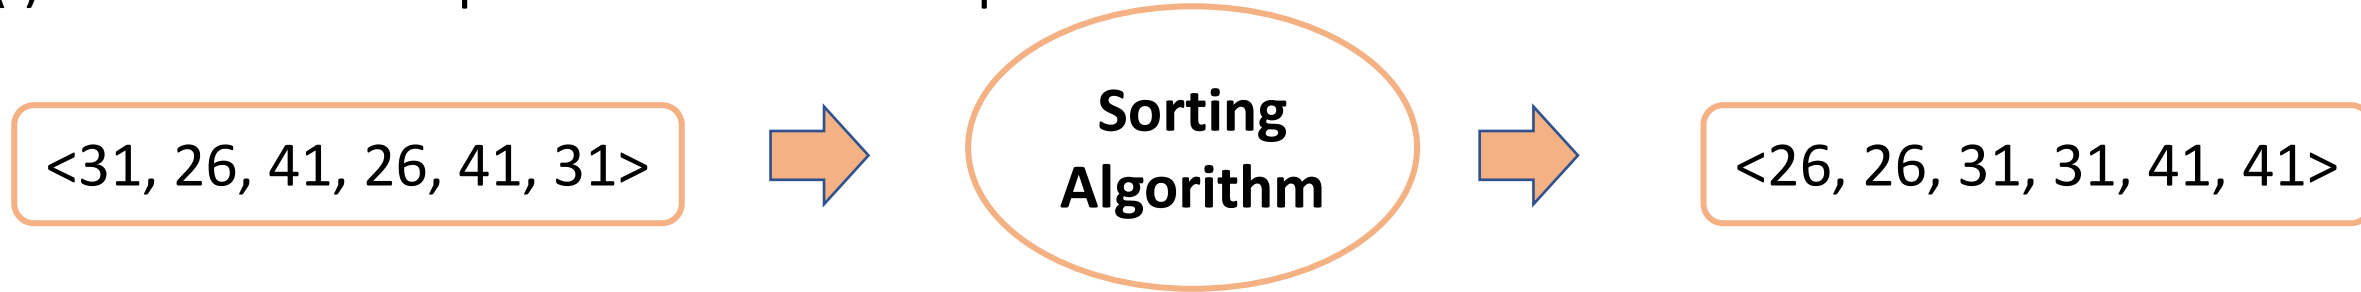 <31, 26, 41, 26, 41, 31>
Sorting
Algorithm
<26, 26, 31, 31, 41, 41>